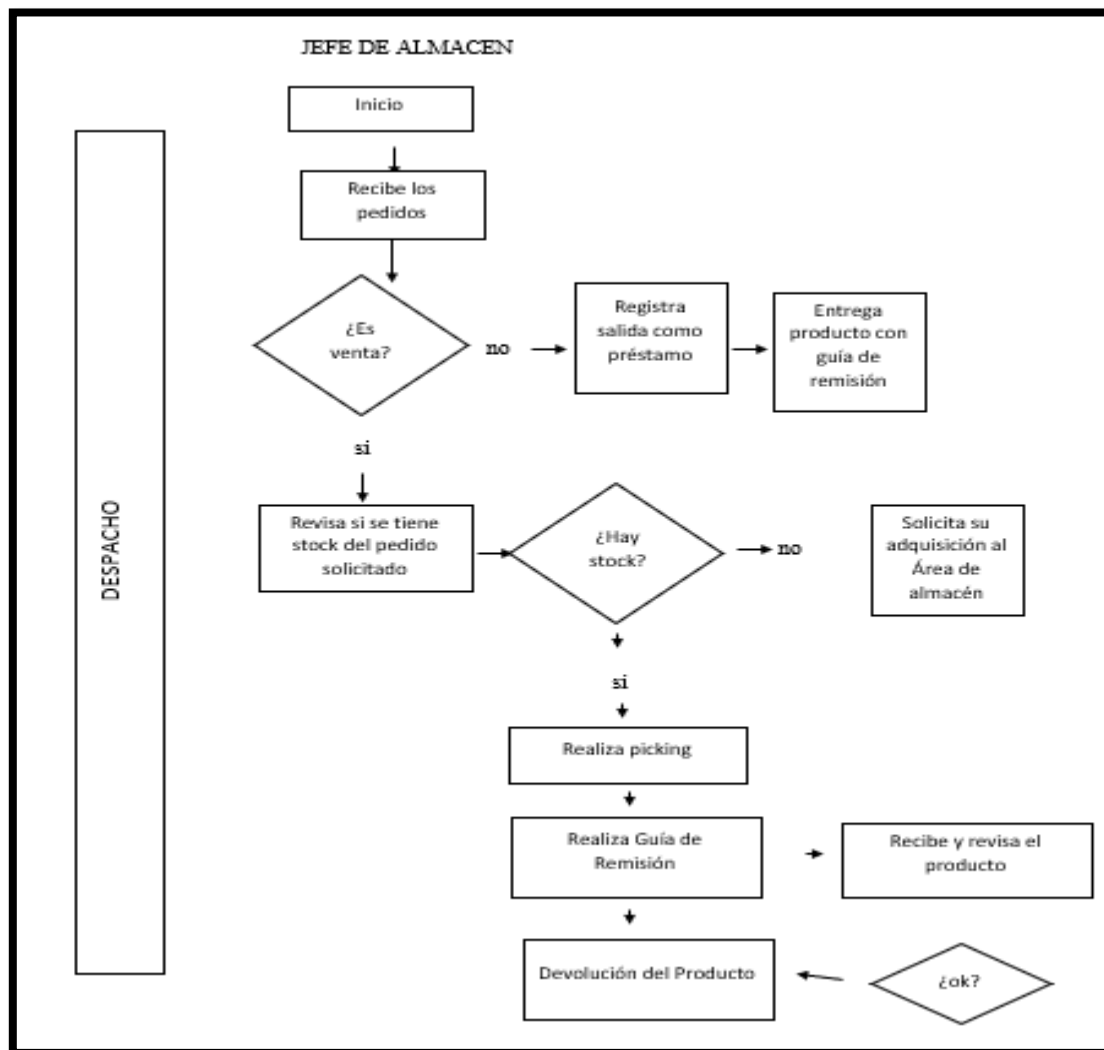 JEFE DE ALMACEN
Inicio
Recibe los
pedidos
¿Es
venta?
no
Registra
salida como
préstamo
Entrega
producto con
guía de
remisión
si
DESPACHO
Revisa si se tiene
stock del pedido
solicitado
¿Hay
stock?
no
Solicita su
adquisición al
Área de
almacén
si
Realiza picking
Realiza Guía de
Remisión
Recibe y revisa el
producto
Devolución del Producto
¿ok?